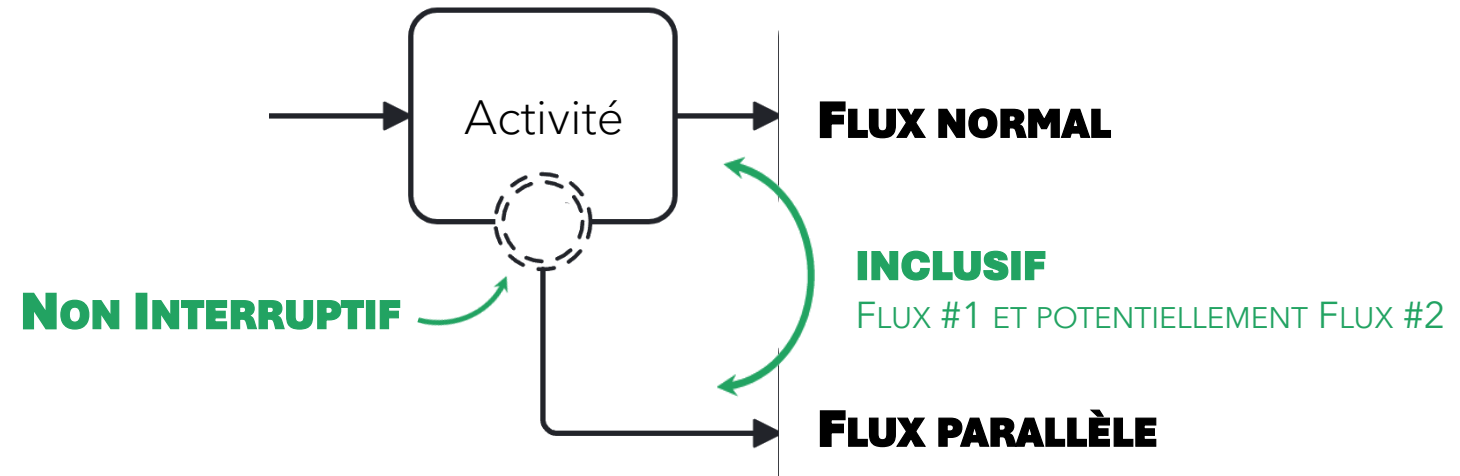 Activité
FLUX NORMAL
NON INTERRUPTIF
INCLUSIF
FLUX #1 ET POTENTIELLEMENT FLUX #2
FLUX PARALLÈLE